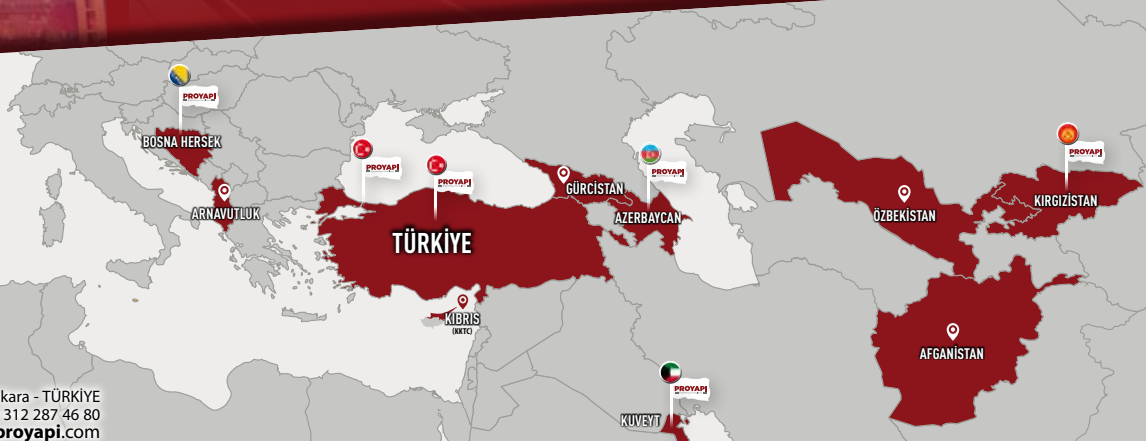 PROYAPI
BOSNA HERSEK
PROYAPI
PROYAPI
PROYAPI
PROYAPI
GÜRCİSTAN
ARNAVUTLUK
AZERBAYCAN
ÖZBEKİSTAN
KIRGIZİSTAN
TÜRKİYE
KIBRIS
(KKTC)
AFGANİSTAN
PROYAPI
KUVEYT
kara - TÜRKİYE
312 287 46 80
proyapi.com